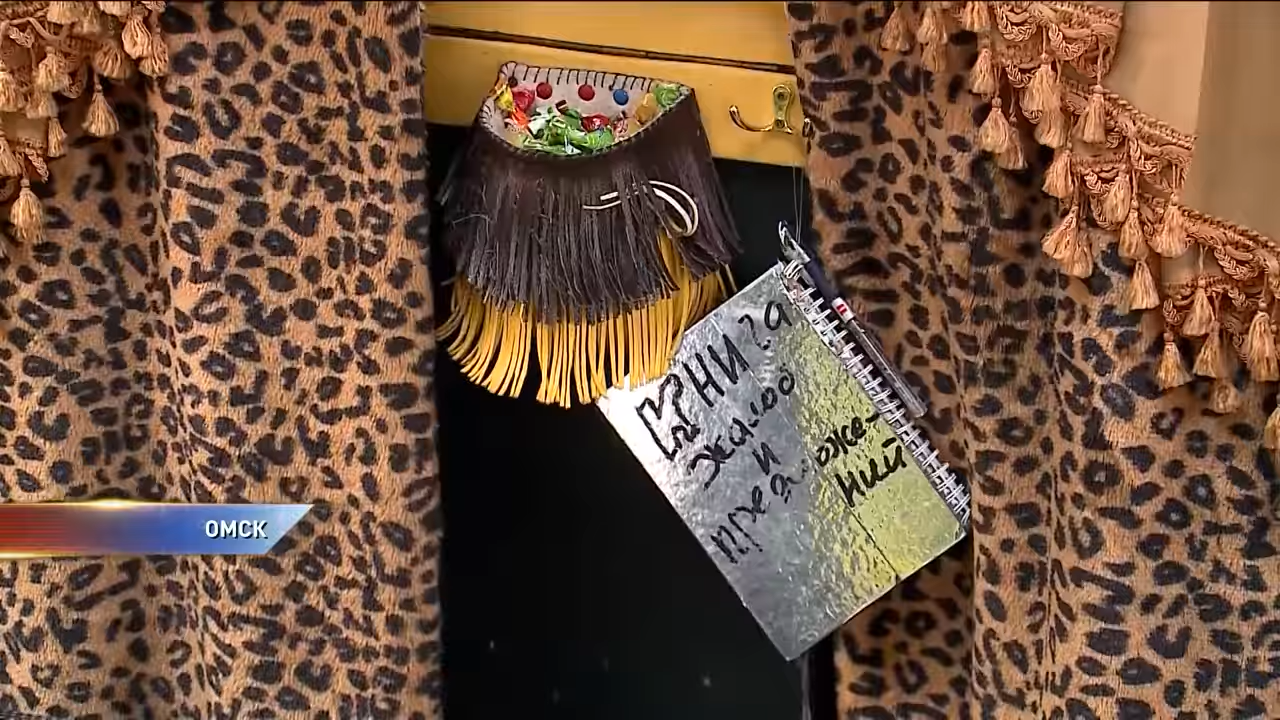 КНИГА
жалоб
и
предложе-
ний
ОМСК